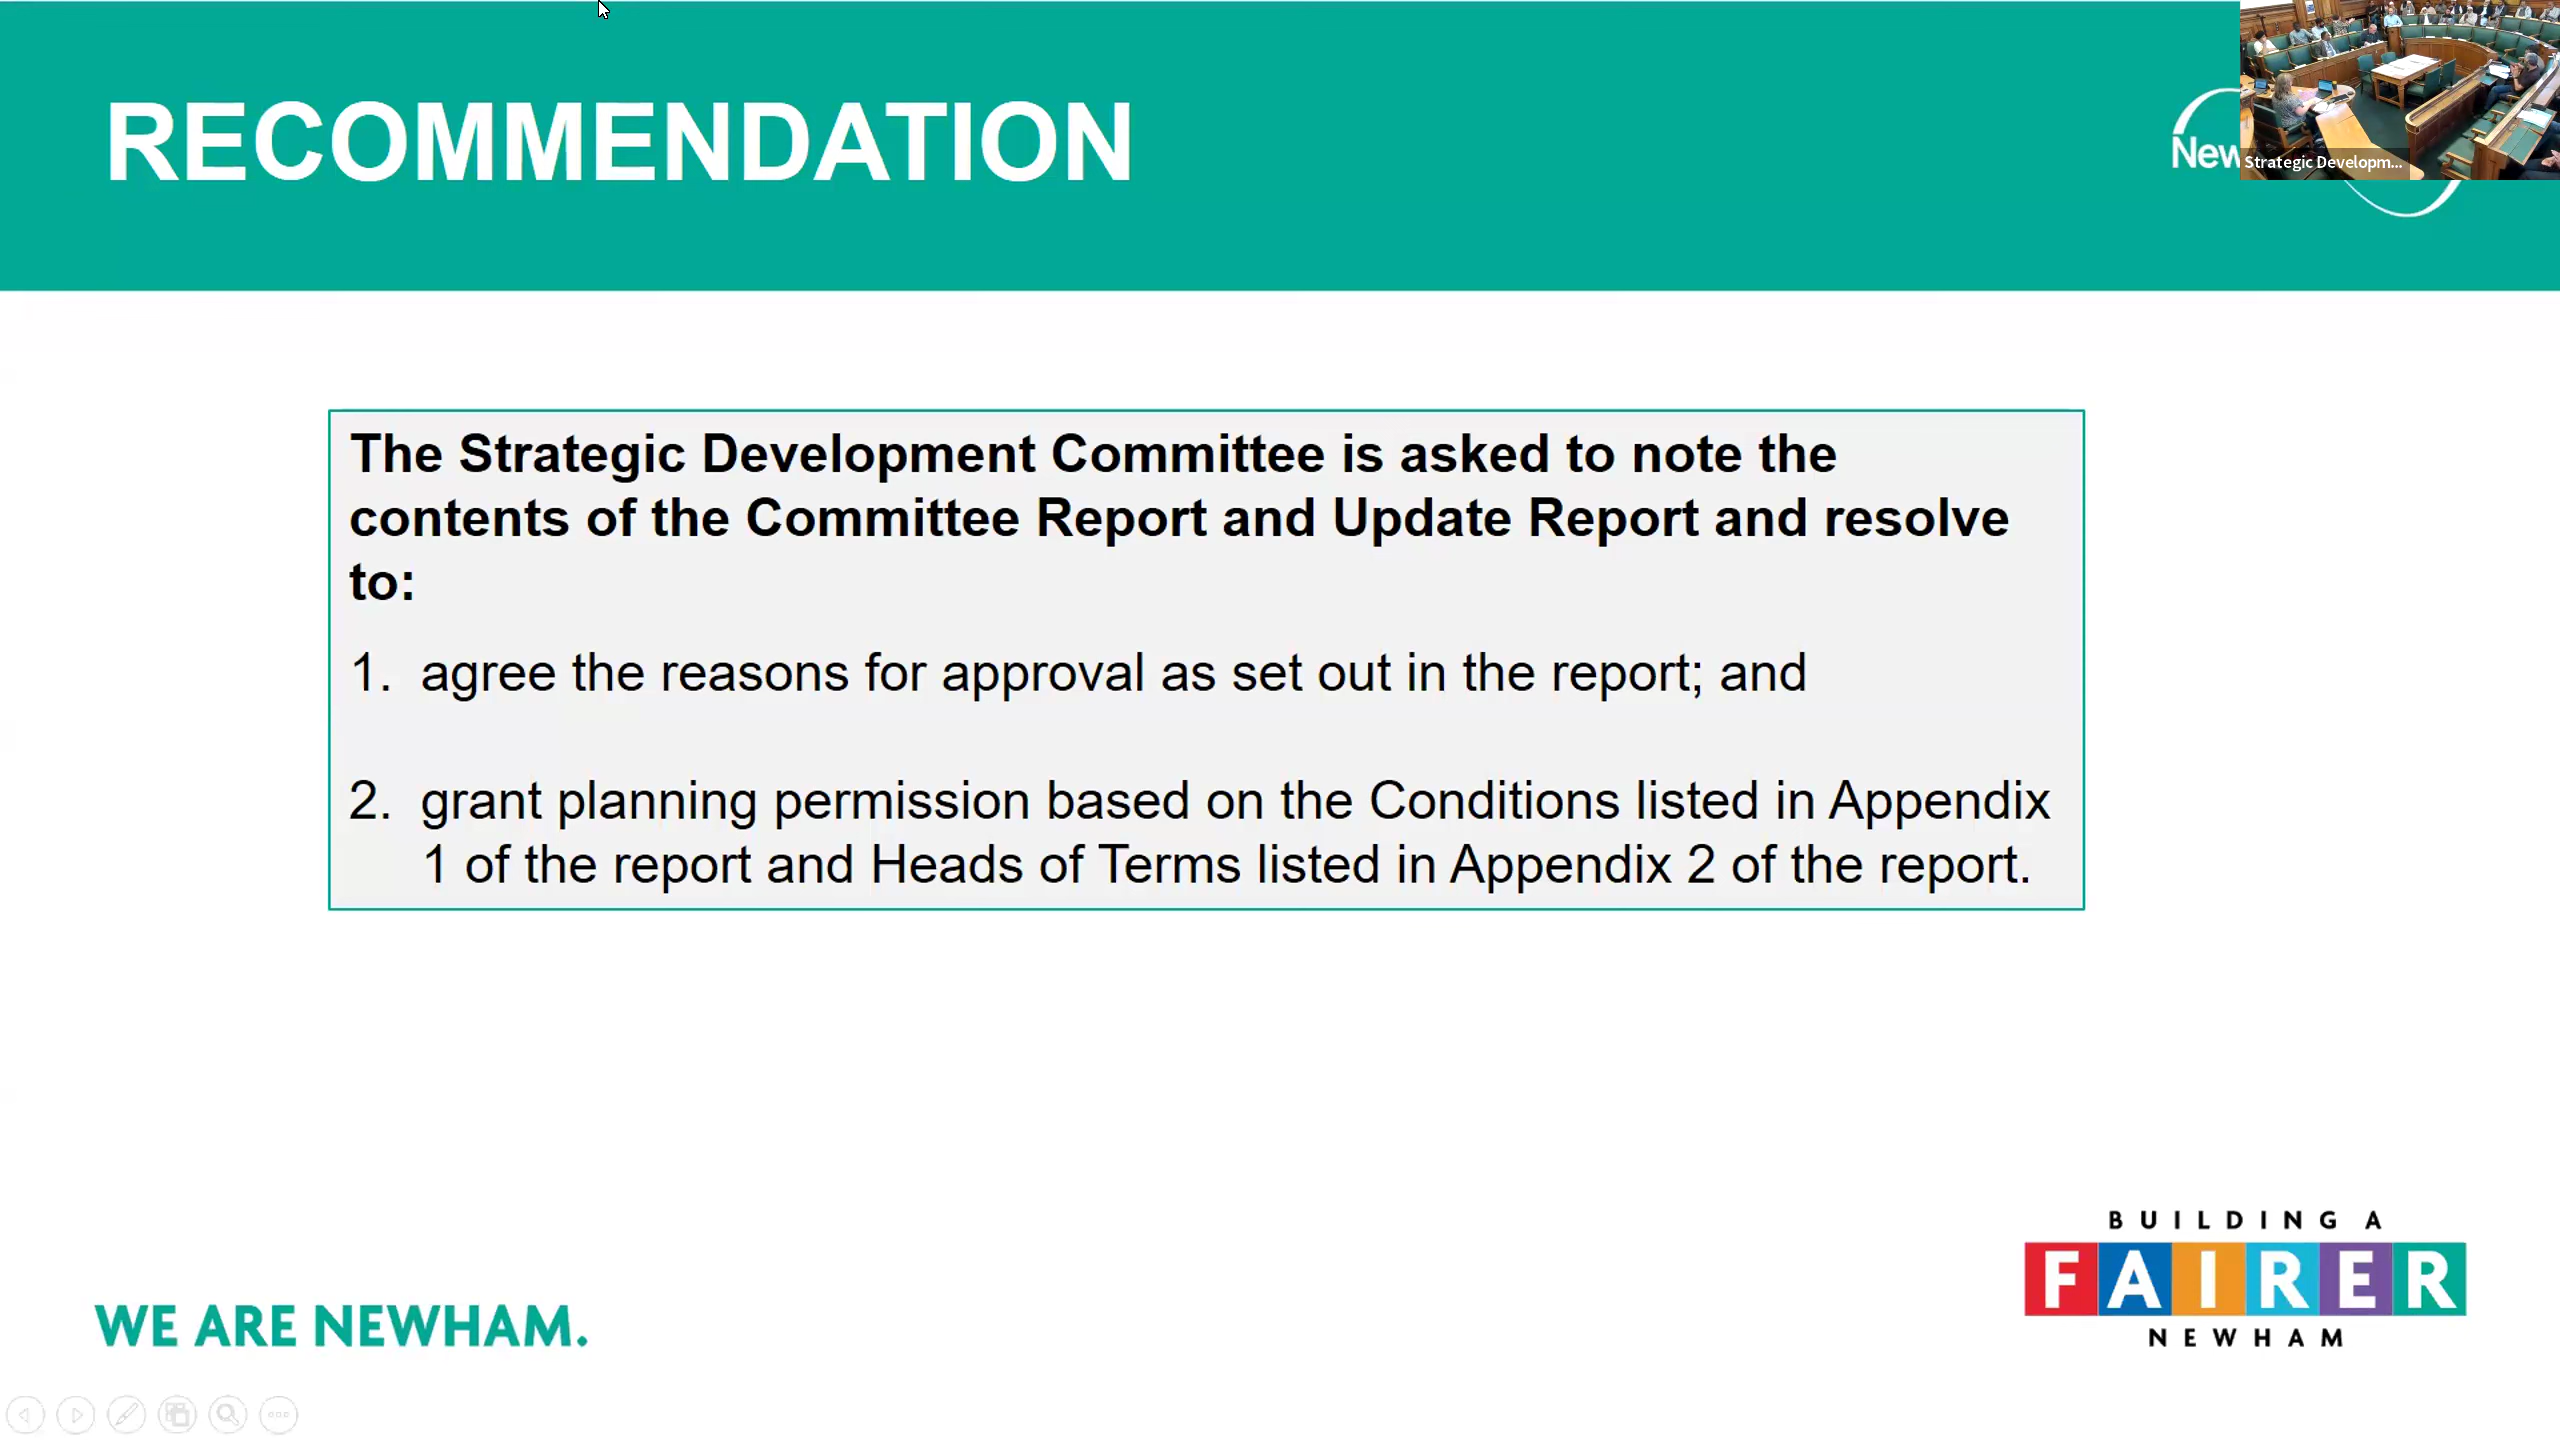 RECOMMENDATION
New
Strategic Developm...
The Strategic Development Committee is asked to note the
contents of the Committee Report and Update Report and resolve
to:
1. agree the reasons for approval as set out in the report; and
2. grant planning permission based on the Conditions listed in Appendix
1 of the report and Heads of Terms listed in Appendix 2 of the report.
BUILDING A
FAIRER
NEWHAM
WE ARE NEWHAM.